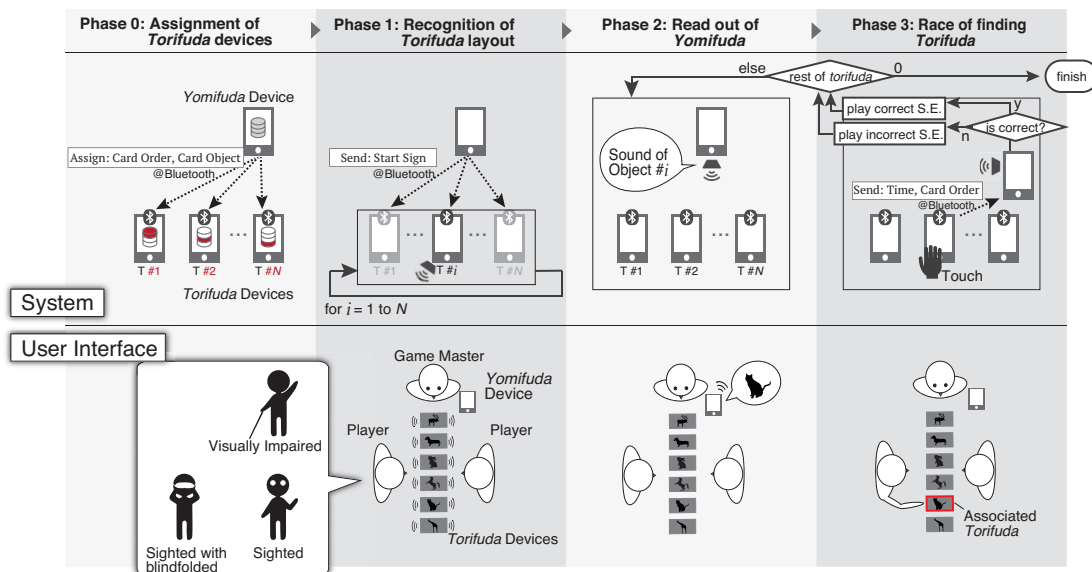 Phase 0: Assignment of
Torifuda devices
Phase 1: Recognition of
Torifuda layout
Phase 2: Read out of
Yomifuda
Phase 3: Race of finding
Torifuda
Yomifuda Device
Assign: Card Order, Card Object
@Bluetooth
T #1
T #2
T #N
...
Torifuda Devices
Send: Start Sign
@Bluetooth
...
...
T #1
T #i
T #N
for i = 1 to N
else
rest of torifuda
0
finish
Sound of
Object #i
...
T #1
T #2
T #N
play correct S.E.
y
play incorrect S.E.
n
is correct?
Send: Time, Card Order
@Bluetooth
...
Touch
System
User Interface
Visually Impaired
Sighted with
blindfolded
Sighted
Game Master
Yomifuda
Device
Player
Player
Torifuda Devices
Associated
Torifuda